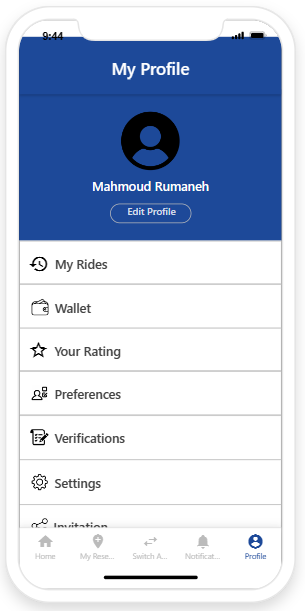 9:44
My Profile
Mahmoud Rumaneh
Edit Profile
My Rides
Wallet
Your Rating
Preferences
Verifications
Settings
Invitation
Home
My Rese...
Switch A...
Notificat...
Profile